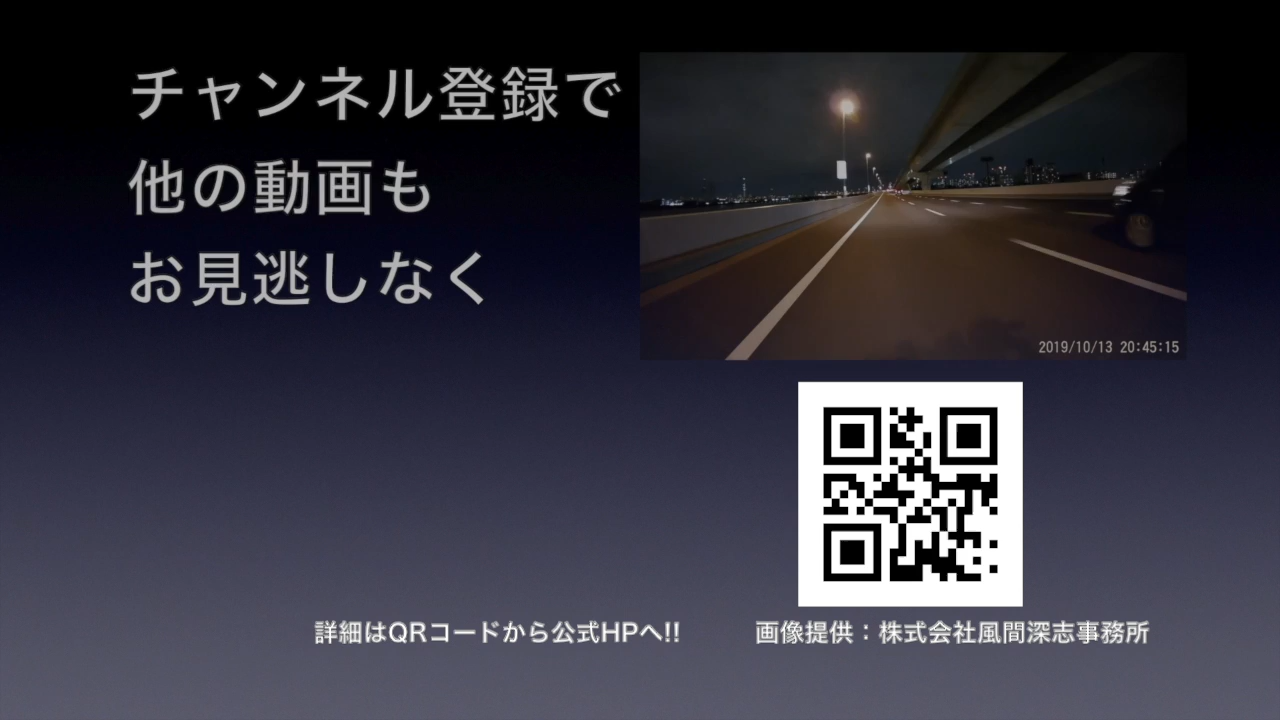 チャンネル登録で
他の動画も
お見逃しなく
2019/10/13 20:45:15
詳細はQRコードから公式HPへ!!
画像提供：株式会社風間深志事務所